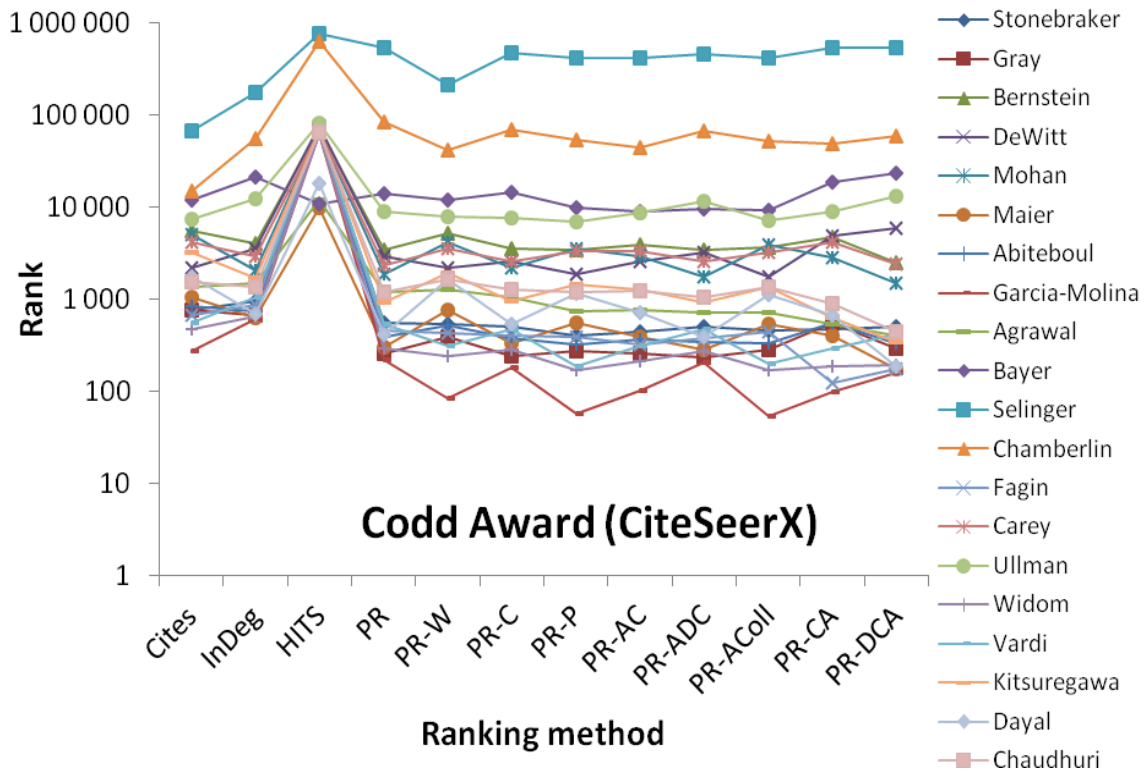 1 000 000
100 000
10 000
1 000
100
10
1
Rank
Codd Award (CiteSeerX)
Cites
InDeg
HITS
PR
PR-W
PR-C
PR-P
PR-AC
PR-ADC
PR-AColl
PR-CA
PR-DCA
Ranking method
Stonebraker
Gray
Bernstein
DeWitt
Mohan
Maier
Abiteboul
Garcia-Molina
Agrawal
Bayer
Selinger
Chamberlin
Fagin
Carey
Ullman
Widom
Vardi
Kitsuregawa
Dayal
Chaudhuri